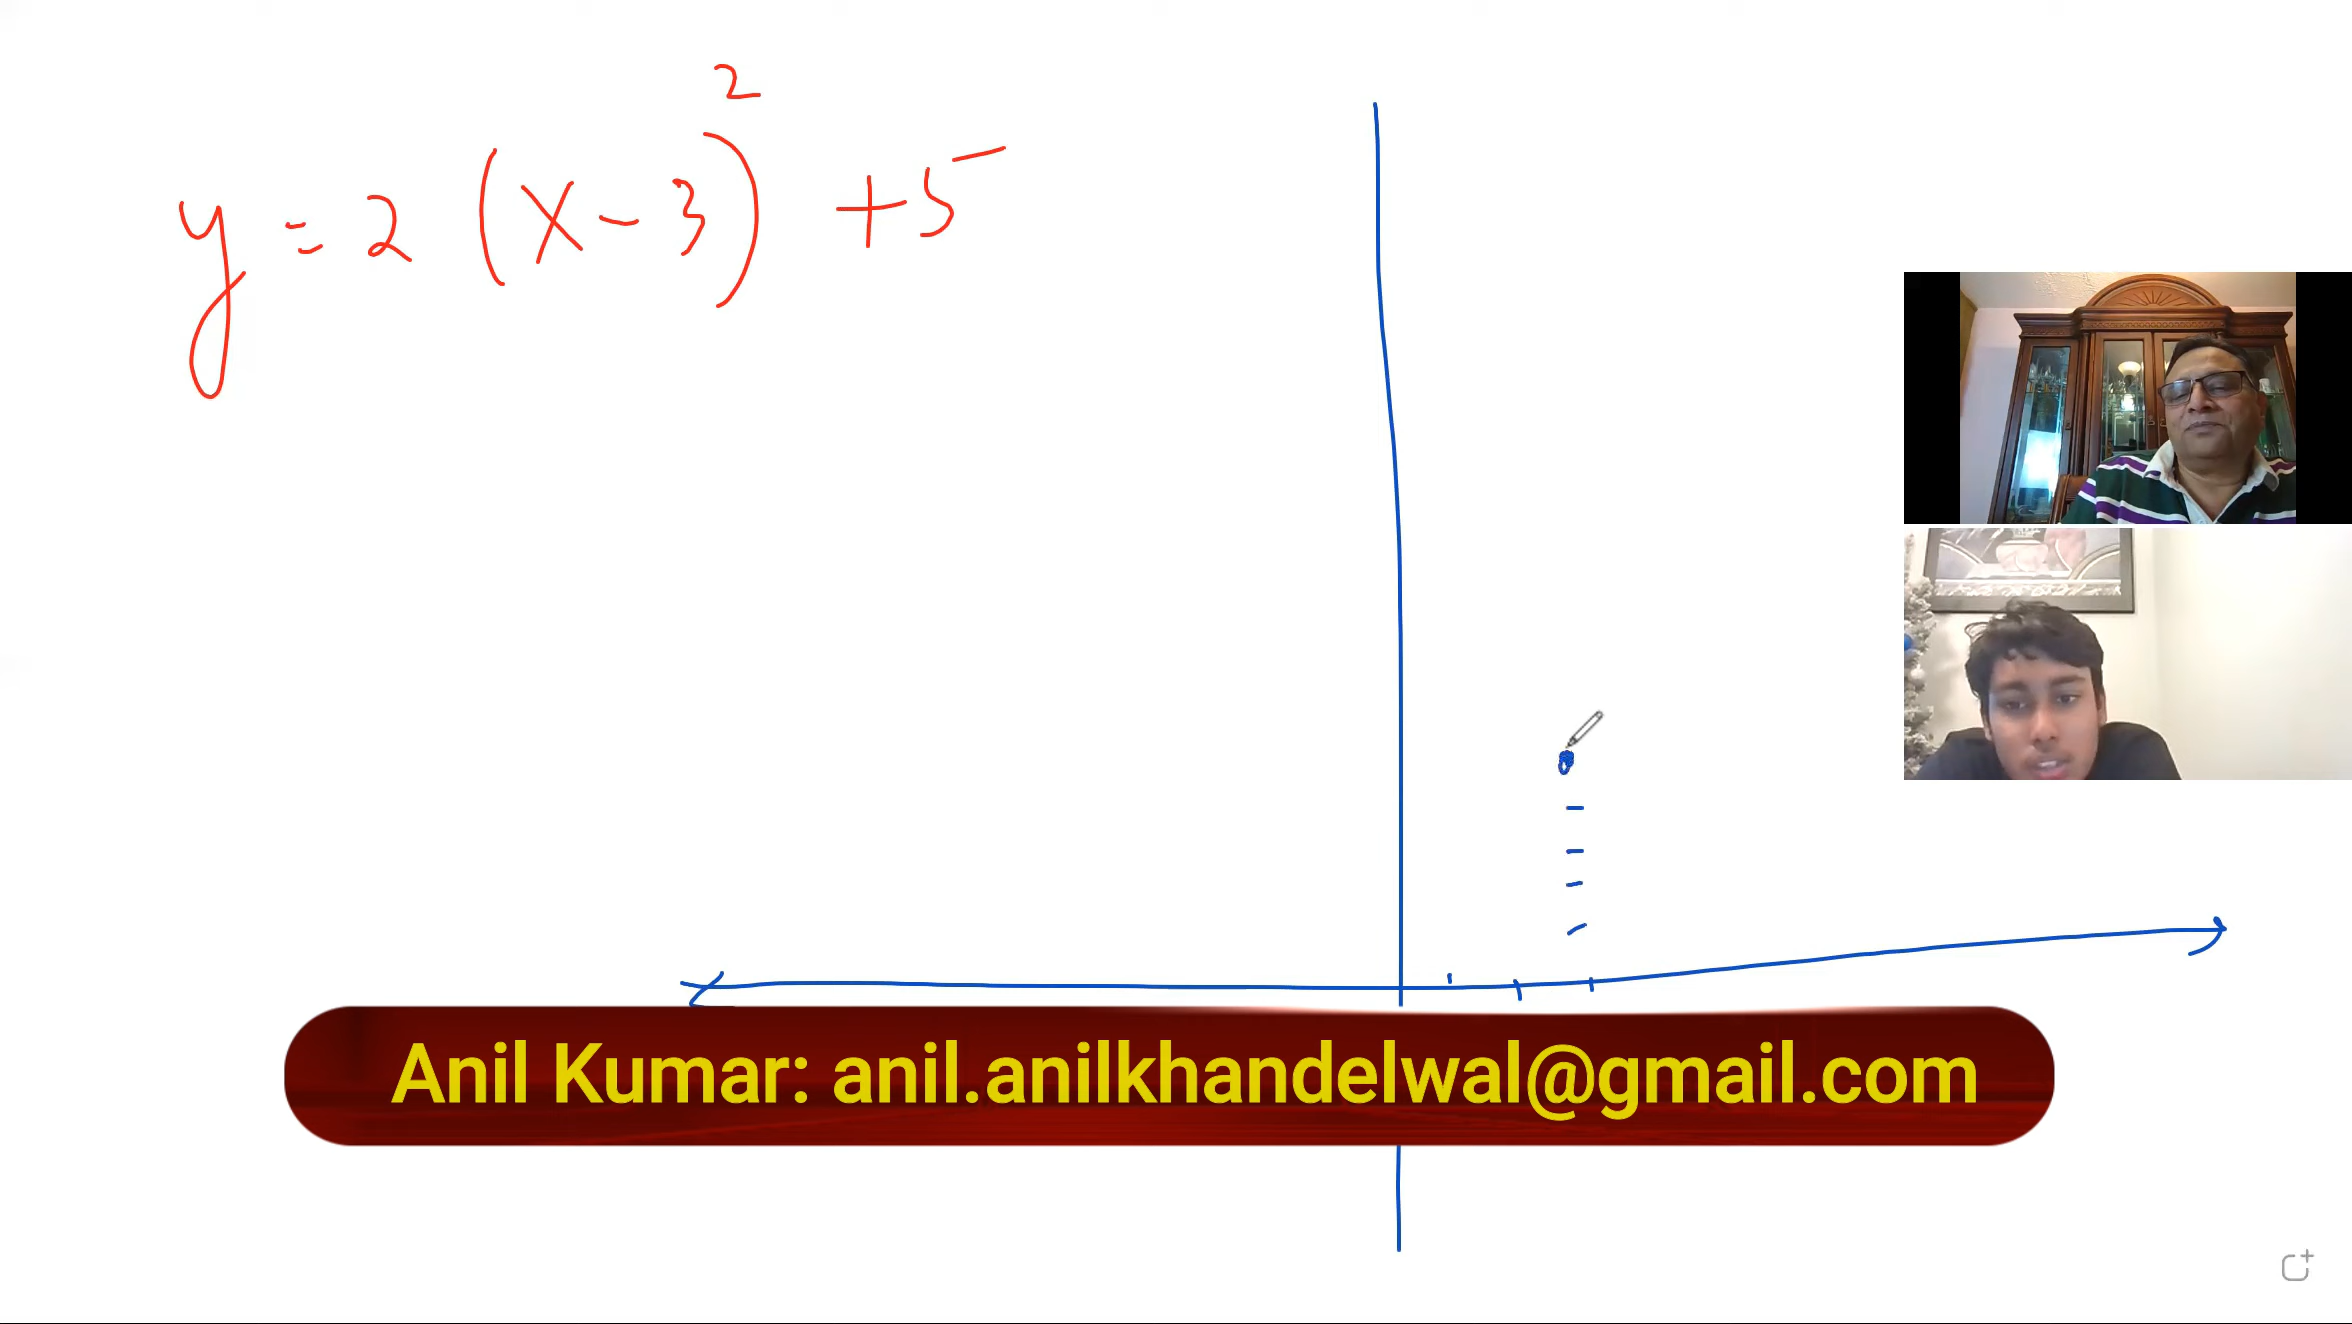 y = 2 (x - 3)² + 5
Anil Kumar: anil.anilkhandelwal@gmail.com